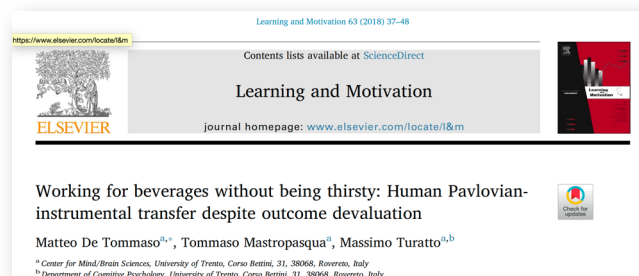 Learning and Motivation 63 (2018) 37–48
https://www.elsevier.com/locate/l&m
Contents lists available at ScienceDirect
Learning and Motivation
journal homepage: www.elsevier.com/locate/l&m
ELSEVIER
Learning
and
Motivation
Working for beverages without being thirsty: Human Pavlovian-
instrumental transfer despite outcome devaluation
Check for
updates
Matteo De Tommasoᵃ,*, Tommaso Mastropasquaᵃ, Massimo Turattoᵃ,ᵇ
ᵃ Center for Mind/Brain Sciences, University of Trento, Corso Bettini, 31, 38068, Rovereto, Italy
ᵇ Department of Cognitive Psychology, University of Trento, Corso Bettini, 31, 38068, Rovereto, Italy